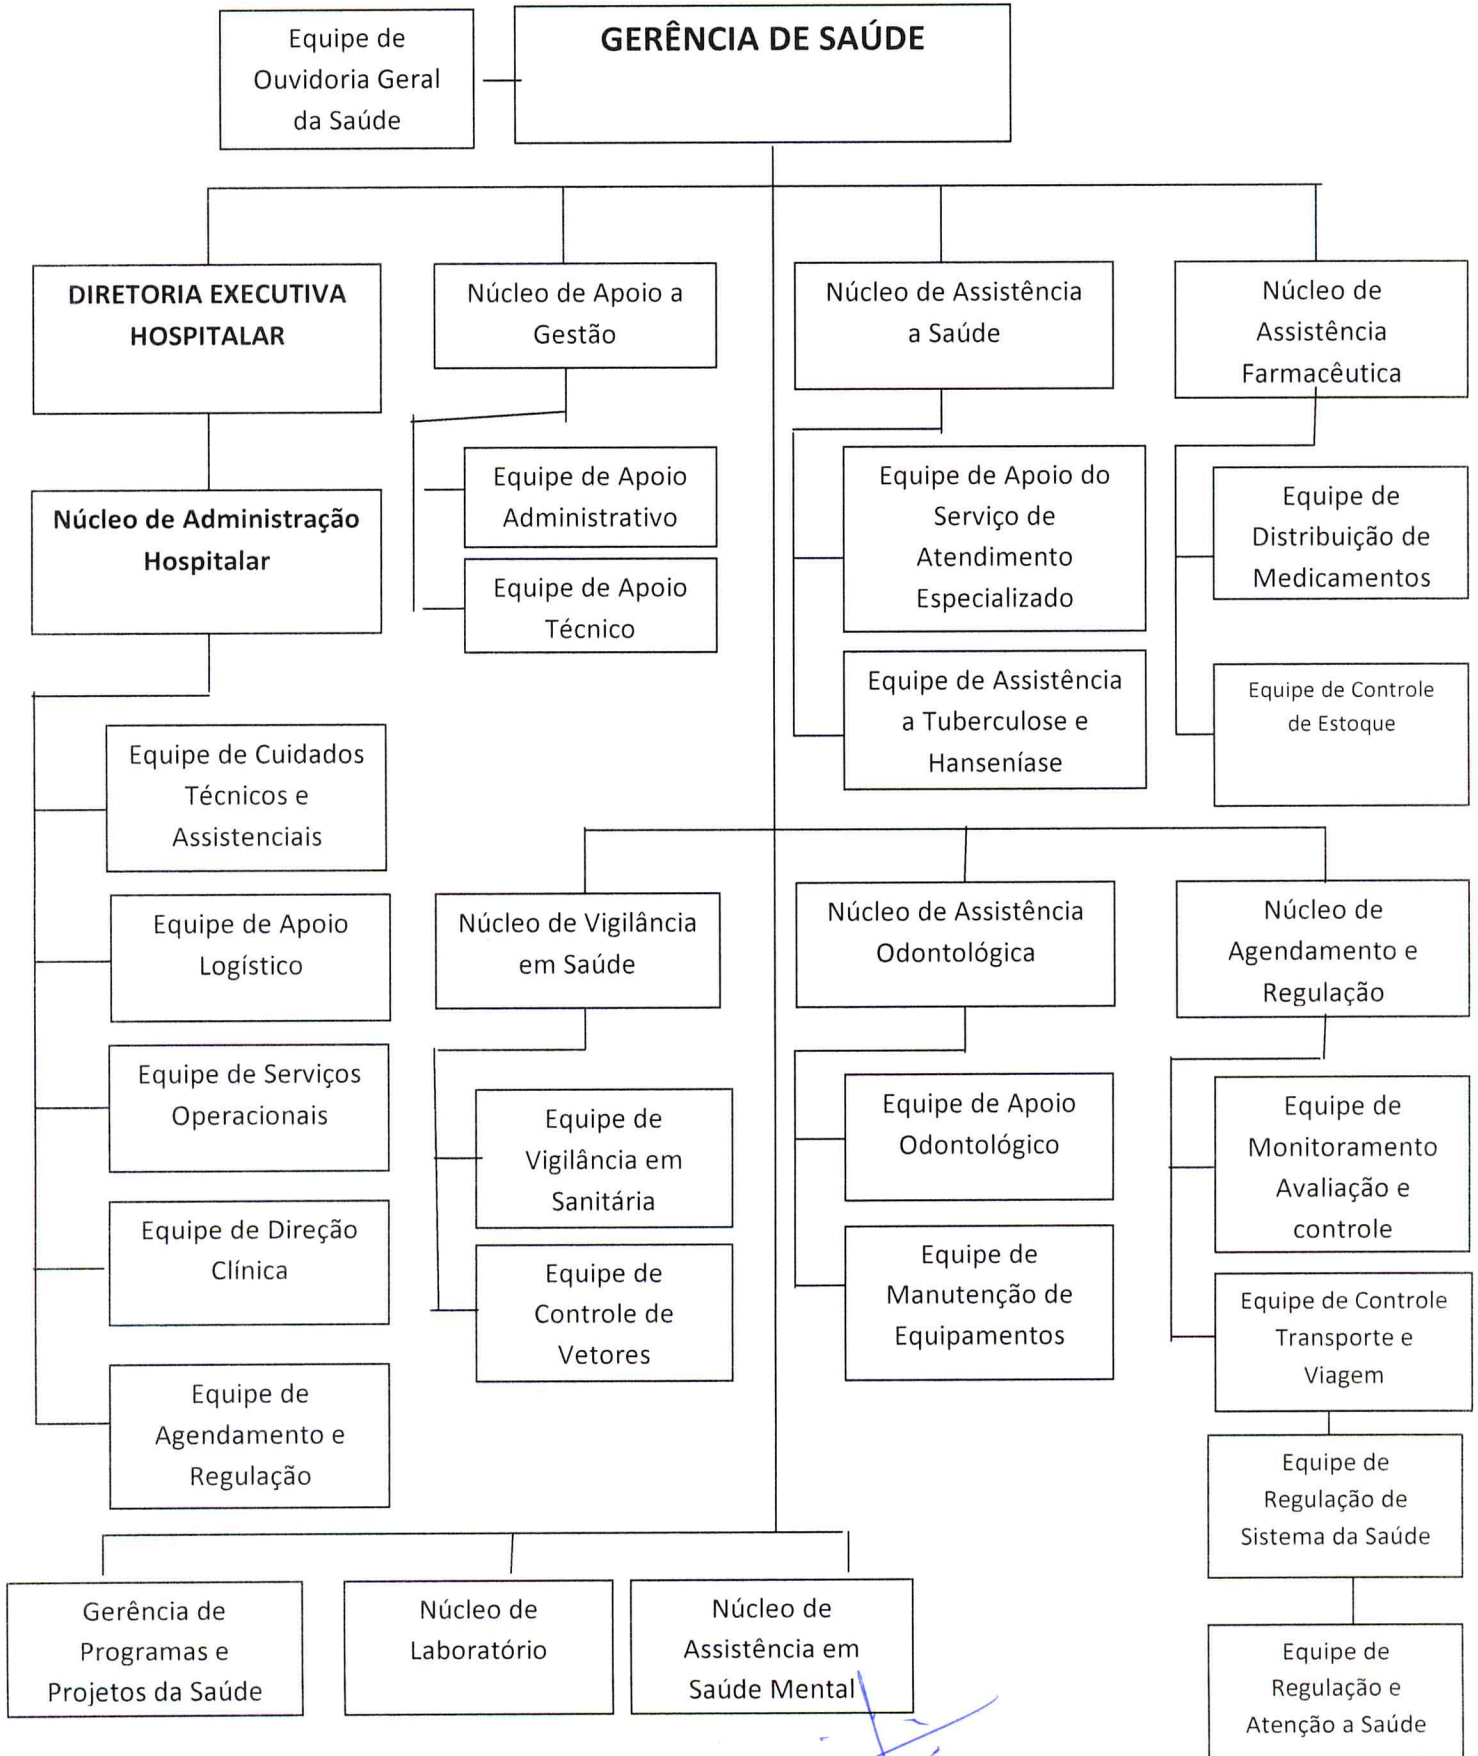 Equipe de
Ouvidoria Geral
da Saúde
GERÊNCIA DE SAÚDE
DIRETORIA EXECUTIVA
HOSPITALAR
Núcleo de Apoio a
Gestão
Núcleo de Assistência
a Saúde
Núcleo de
Assistência
Farmacêutica
Núcleo de Administração
Hospitalar
Equipe de Apoio
Administrativo
Equipe de Apoio
Técnico
Equipe de Apoio do
Serviço de
Atendimento
Especializado
Equipe de Assistência
a Tuberculose e
Hanseníase
Equipe de
Distribuição de
Medicamentos
Equipe de Controle
de Estoque
Equipe de Cuidados
Técnicos e
Assistenciais
Equipe de Apoio
Logístico
Equipe de Serviços
Operacionais
Equipe de Direção
Clínica
Equipe de
Agendamento e
Regulação
Núcleo de Vigilância
em Saúde
Equipe de
Vigilância em
Sanitária
Equipe de
Controle de
Vetores
Núcleo de Assistência
Odontológica
Equipe de Apoio
Odontológico
Equipe de
Manutenção de
Equipamentos
Núcleo de
Agendamento e
Regulação
Equipe de
Monitoramento
Avaliação e
controle
Equipe de Controle
Transporte e
Viagem
Equipe de
Regulação de
Sistema da Saúde
Equipe de
Regulação e
Atenção a Saúde
Gerência de
Programas e
Projetos da Saúde
Núcleo de
Laboratório
Núcleo de
Assistência em
Saúde Mental